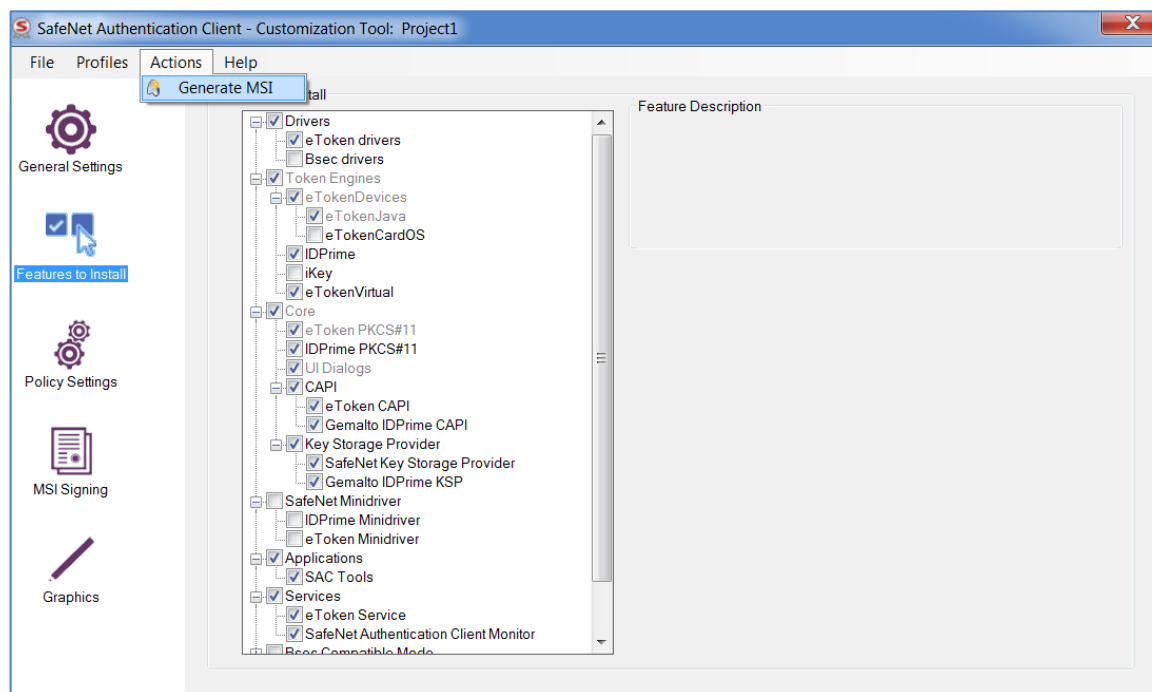 SafeNet Authentication Client - Customization Tool: Project1
File Profiles Actions Help
Generate MSI
tall
General Settings
Features to Install
Policy Settings
MSI Signing
Graphics
Drivers
eToken drivers
Bsec drivers
Token Engines
eTokenDevices
eTokenJava
eTokenCardOS
IDPrime
iKey
eTokenVirtual
Core
eToken PKCS#11
IDPrime PKCS#11
UI Dialogs
CAPI
eToken CAPI
Gemalto IDPrime CAPI
Key Storage Provider
SafeNet Key Storage Provider
Gemalto IDPrime KSP
SafeNet Minidriver
IDPrime Minidriver
eToken Minidriver
Applications
SAC Tools
Services
eToken Service
SafeNet Authentication Client Monitor
Bsec Compatible Mode
Feature Description